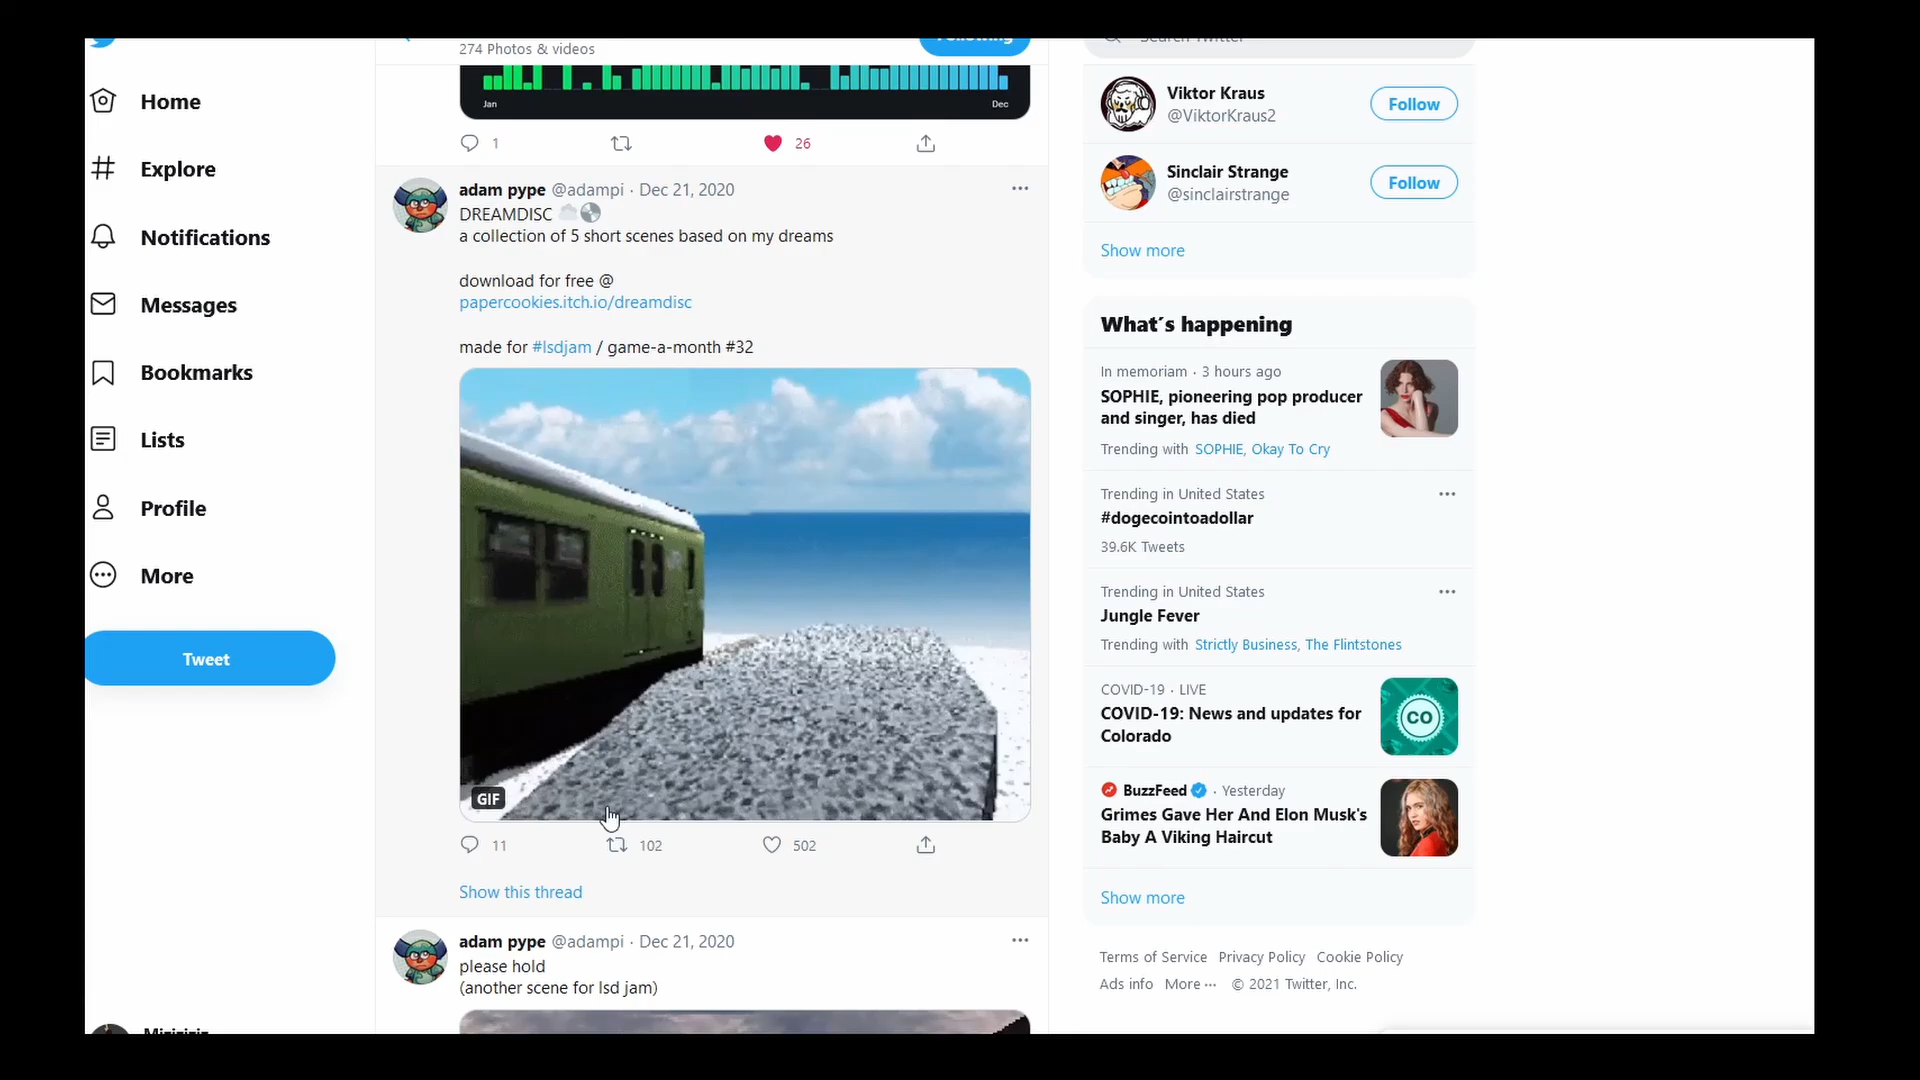 274 Photos & videos
Following
Search Twitter
Home
Explore
Notifications
Messages
Bookmarks
Lists
Profile
More
Tweet
Jan
Dec
1
26
adam pype @adampi · Dec 21, 2020
DREAMDISC
a collection of 5 short scenes based on my dreams
download for free @
papercookies.itch.io/dreamdisc
made for #lsdjam / game-a-month #32
GIF
11
102
502
Show this thread
adam pype @adampi · Dec 21, 2020
please hold
(another scene for lsd jam)
Viktor Kraus
@ViktorKraus2
Follow
Sinclair Strange
@sinclairstrange
Follow
Show more
What´s happening
In memoriam · 3 hours ago
SOPHIE, pioneering pop producer
and singer, has died
Trending with SOPHIE, Okay To Cry
Trending in United States
#dogecointoadollar
39.6K Tweets
Trending in United States
Jungle Fever
Trending with Strictly Business, The Flintstones
COVID-19 · LIVE
COVID-19: News and updates for
Colorado
CO
BuzzFeed · Yesterday
Grimes Gave Her And Elon Musk's
Baby A Viking Haircut
Show more
Terms of Service Privacy Policy Cookie Policy
Ads info More ··· © 2021 Twitter, Inc.